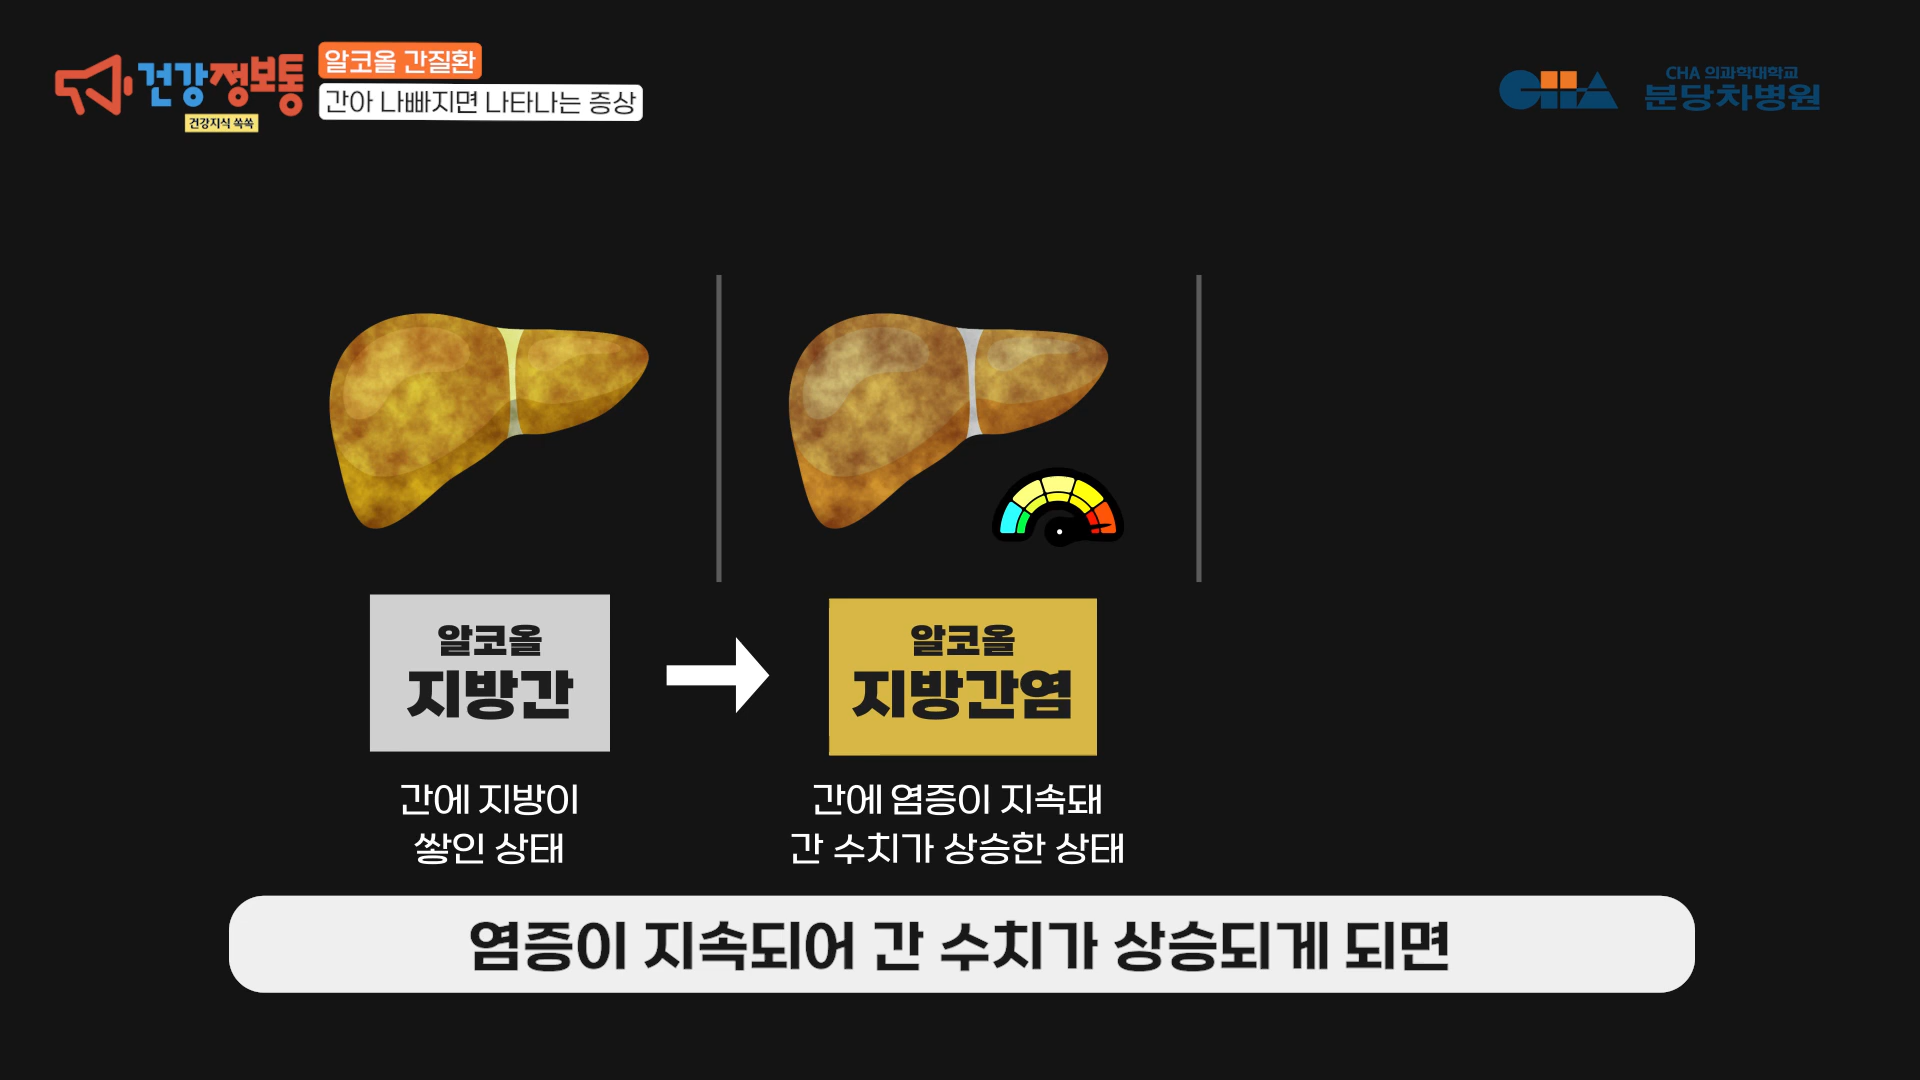 건강정보통
건강지식 쏙쏙
알코올 간질환
간아 나빠지면 나타나는 증상
CHA 의과학대학교
CHA 분당차병원
알코올
지방간
알코올
지방간염
간에 지방이
쌓인 상태
간에 염증이 지속돼
간 수치가 상승한 상태
염증이 지속되어 간 수치가 상승되게 되면